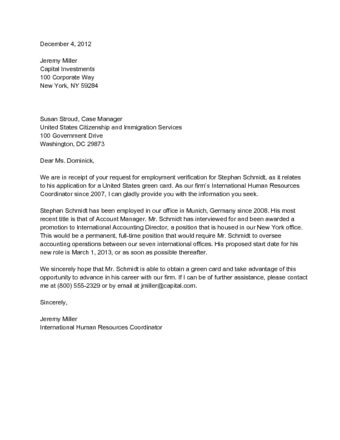 December 4, 2012
Jeremy Miller
Capital Investments
100 Corporate Way
New York, NY 59284
Susan Stroud, Case Manager
United States Citizenship and Immigration Services
100 Government Drive
Washington, DC 29873
Dear Ms. Dominick,
We are in receipt of your request for employment verification for Stephan Schmidt, as it relates
to his application for a United States green card. As our firm's International Human Resources
Coordinator since 2007, I can gladly provide you with the information you seek.
Stephan Schmidt has been employed in our office in Munich, Germany since 2008. His most
recent title is that of Account Manager. Mr. Schmidt has interviewed for and been awarded a
promotion to International Accounting Director, a position that is housed in our New York office.
This would be a permanent, full-time position that would require Mr. Schmidt to oversee
accounting operations between our seven international offices. His proposed start date for his
new role is March 1, 2013, or as soon as possible thereafter.
We sincerely hope that Mr. Schmidt is able to obtain a green card and take advantage of this
opportunity to advance in his career with our firm. If I can be of further assistance, please contact
me at (800) 555-2329 or by email at jmiller@capital.com.
Sincerely,
Jeremy Miller
International Human Resources Coordinator